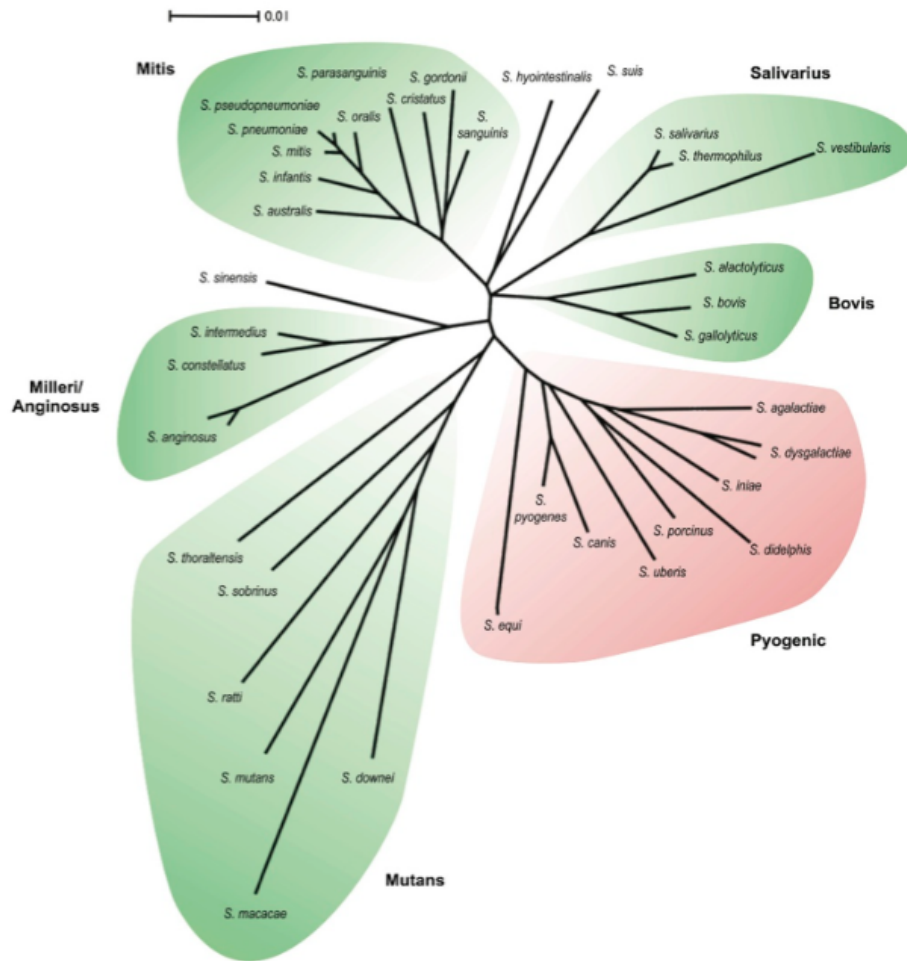 0.01
Mitis
S. parasanguinis
S. gordonii
S. hyointestinalis
S. suis
Salivarius
S. pseudopneumoniae
S. cristatus
S. oralis
S.
sanguinis
S. pneumoniae
S. mitis
S. infantis
S. australis
S. salivarius
S. thermophilus
S. vestibularis
S. sinensis
S. alactolyticus
S. bovis
S. gallolyticus
Bovis
S. intermedius
S. constellatus
Milleri/
Anginosus
S. anginosus
S. agalactiae
S. dysgalactiae
S. iniae
S.
pyogenes
S. porcinus
S. canis
S. didelphis
S. uberis
S. equi
Pyogenic
S. thoraltensis
S. sobrinus
S. ratti
S. mutans
S. downei
Mutans
S. macacae